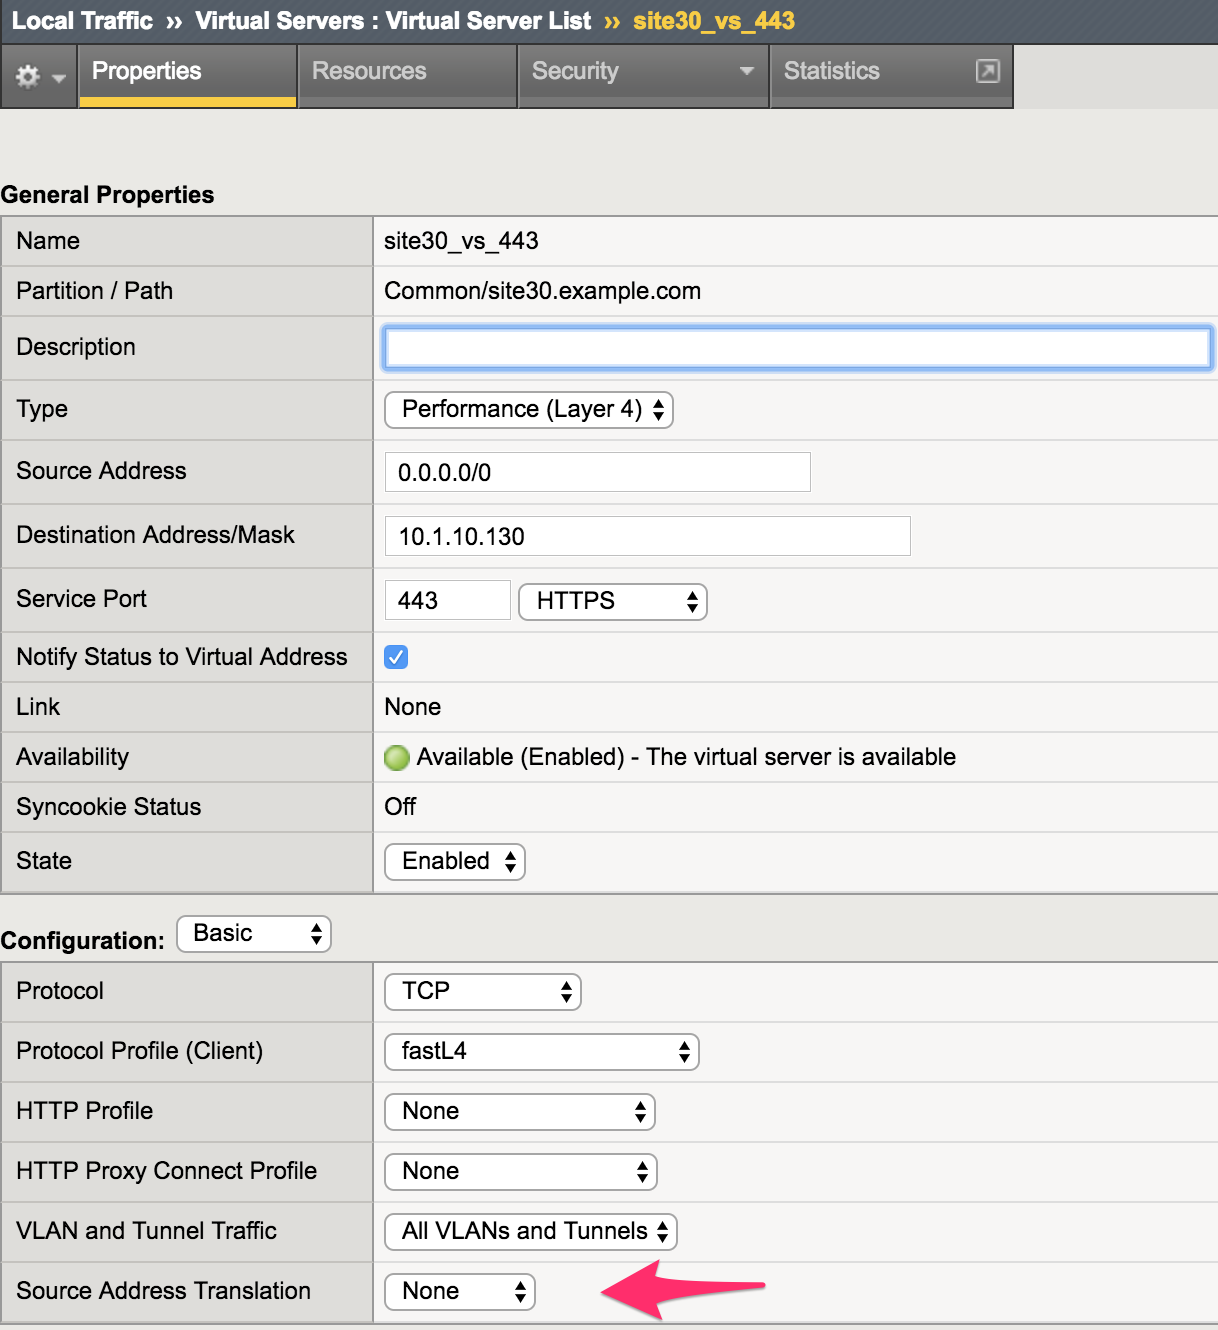 Local Traffic ›› Virtual Servers : Virtual Server List ›› site30_vs_443
Properties Resources Security Statistics
General Properties
Name site30_vs_443
Partition / Path Common/site30.example.com
Description
Type Performance (Layer 4)
Source Address 0.0.0.0/0
Destination Address/Mask 10.1.10.130
Service Port 443 HTTPS
Notify Status to Virtual Address
Link None
Availability Available (Enabled) - The virtual server is available
Syncookie Status Off
State Enabled
Configuration: Basic
Protocol TCP
Protocol Profile (Client) fastL4
HTTP Profile None
HTTP Proxy Connect Profile None
VLAN and Tunnel Traffic All VLANs and Tunnels
Source Address Translation None